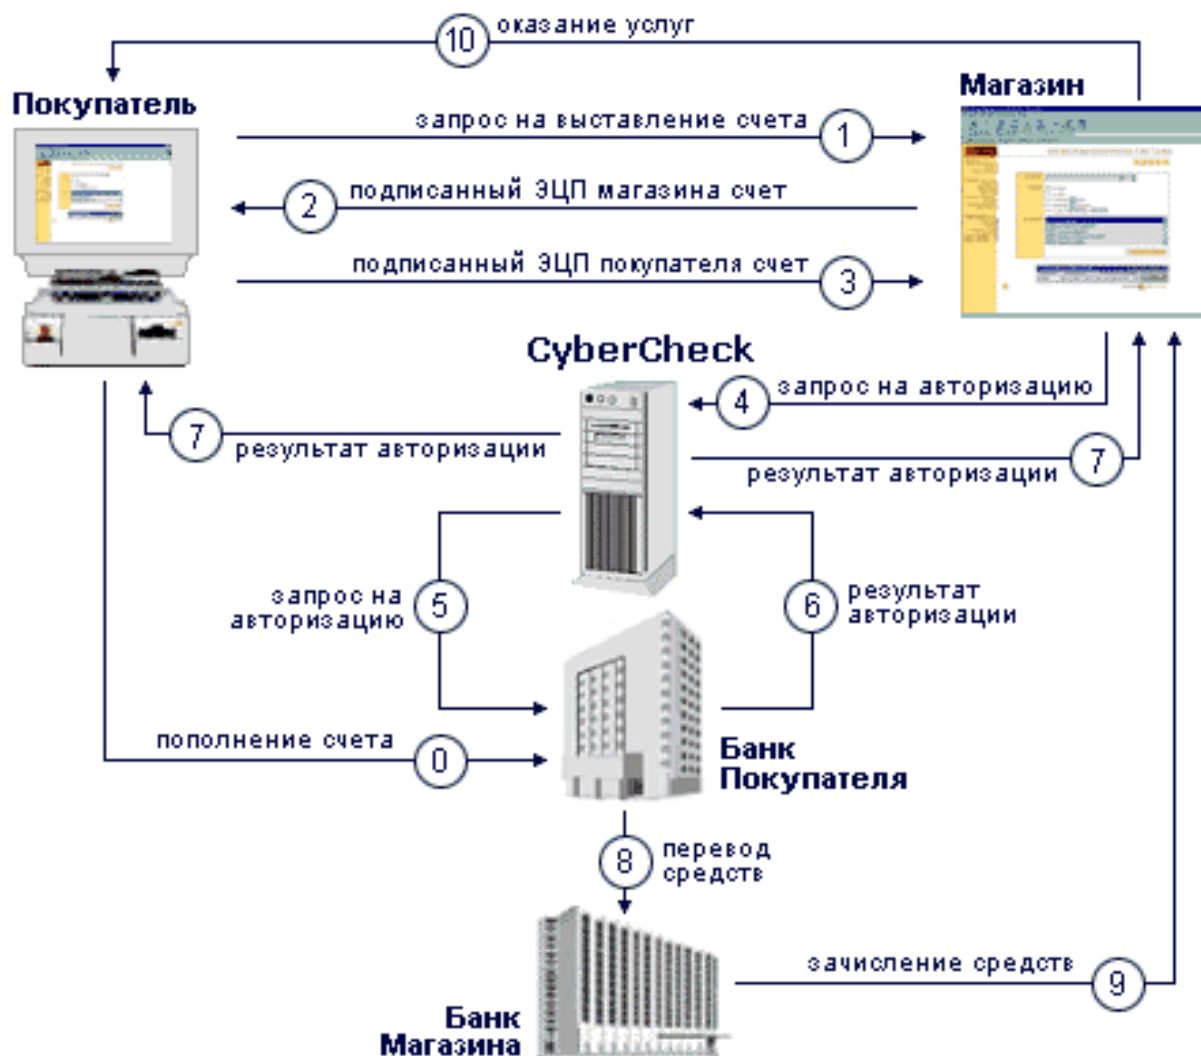 10 оказание услуг
Покупатель
Магазин
запрос на выставление счета 1
2 подписанный ЭЦП магазина счет
подписанный ЭЦП покупателя счет 3
CyberCheck
4 запрос на авторизацию
7 результат авторизации
результат авторизации 7
запрос на
авторизацию 5
6 результат
авторизации
пополнение счета 0
Банк
Покупателя
8 перевод
средств
зачисление средств 9
Банк
Магазина